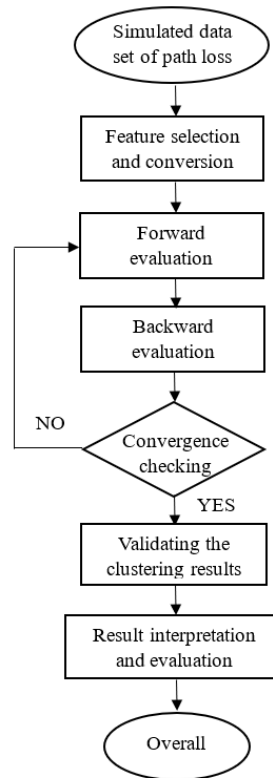 Simulated data
set of path loss
Feature selection
and conversion
Forward
evaluation
Backward
evaluation
NO
Convergence
checking
YES
Validating the
clustering results
Result interpretation
and evaluation
Overall